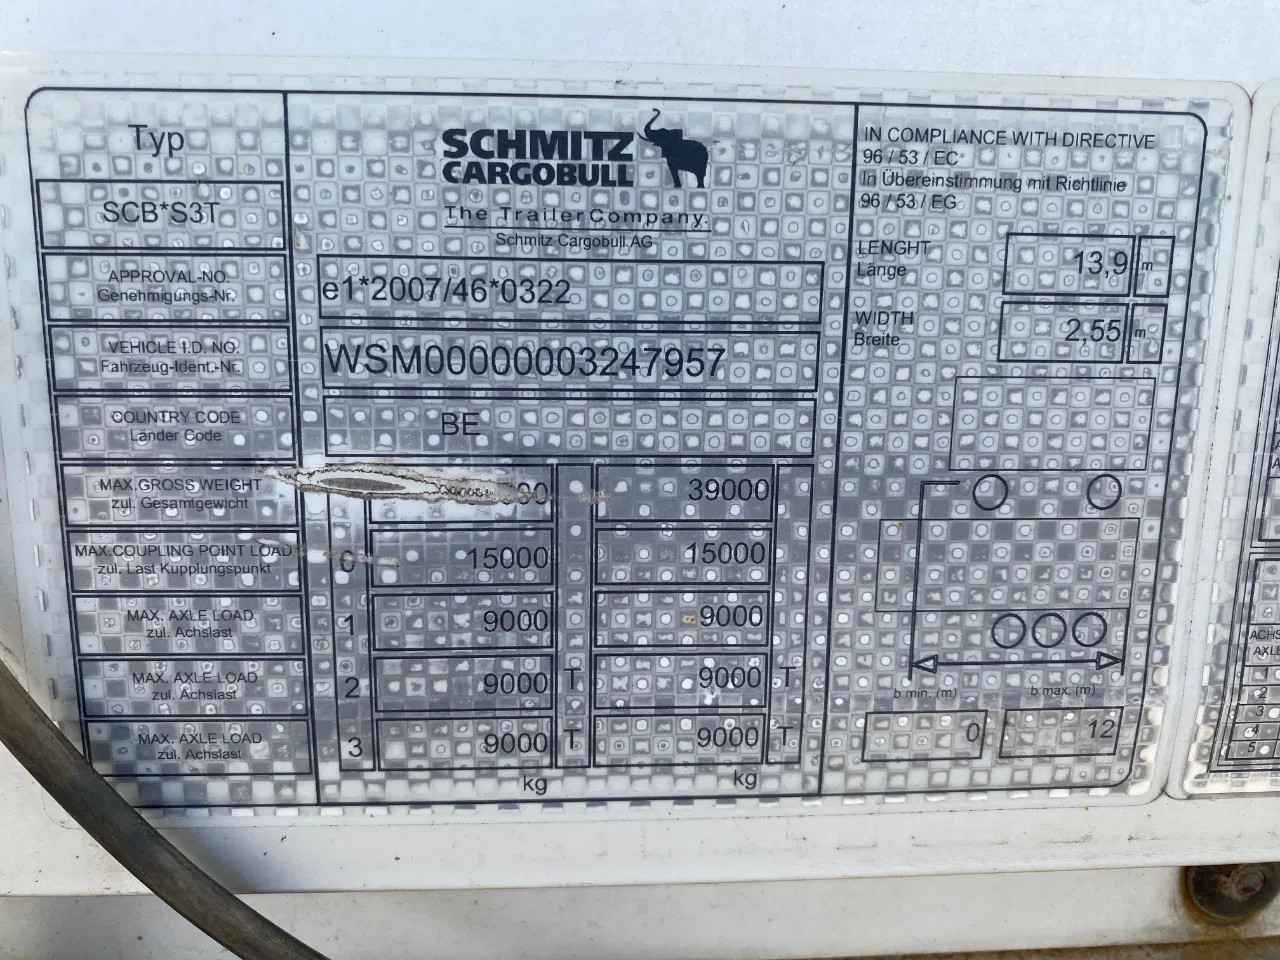 Typ
SCB*S3T
SCHMITZ
CARGOBULL
The Trailer Company.
Schmitz Cargobull AG
APPROVAL-NO.
Genehmigungs-Nr.
e1*2007/46*0322
VEHICLE I.D. NO.
Fahrzeug-Ident.-Nr.
WSM00000003247957
COUNTRY CODE
Länder Code
BE
MAX.GROSS WEIGHT
zul. Gesamtgewicht
39000
MAX.COUPLING POINT LOAD
zul. Last Kupplungspunkt
0 15000 15000
MAX. AXLE LOAD
zul. Achslast
1 9000 9000
MAX. AXLE LOAD
zul. Achslast
2 9000 T 9000 T
MAX. AXLE LOAD
zul. Achslast
3 9000 T 9000 T
kg kg
IN COMPLIANCE WITH DIRECTIVE
96 / 53 / EC
In Übereinstimmung mit Richtlinie
96 / 53 / EG
LENGHT
Länge
13,9 m
WIDTH
Breite
2,55 m
b min. (m) b max. (m)
0 12
2
3
4
5